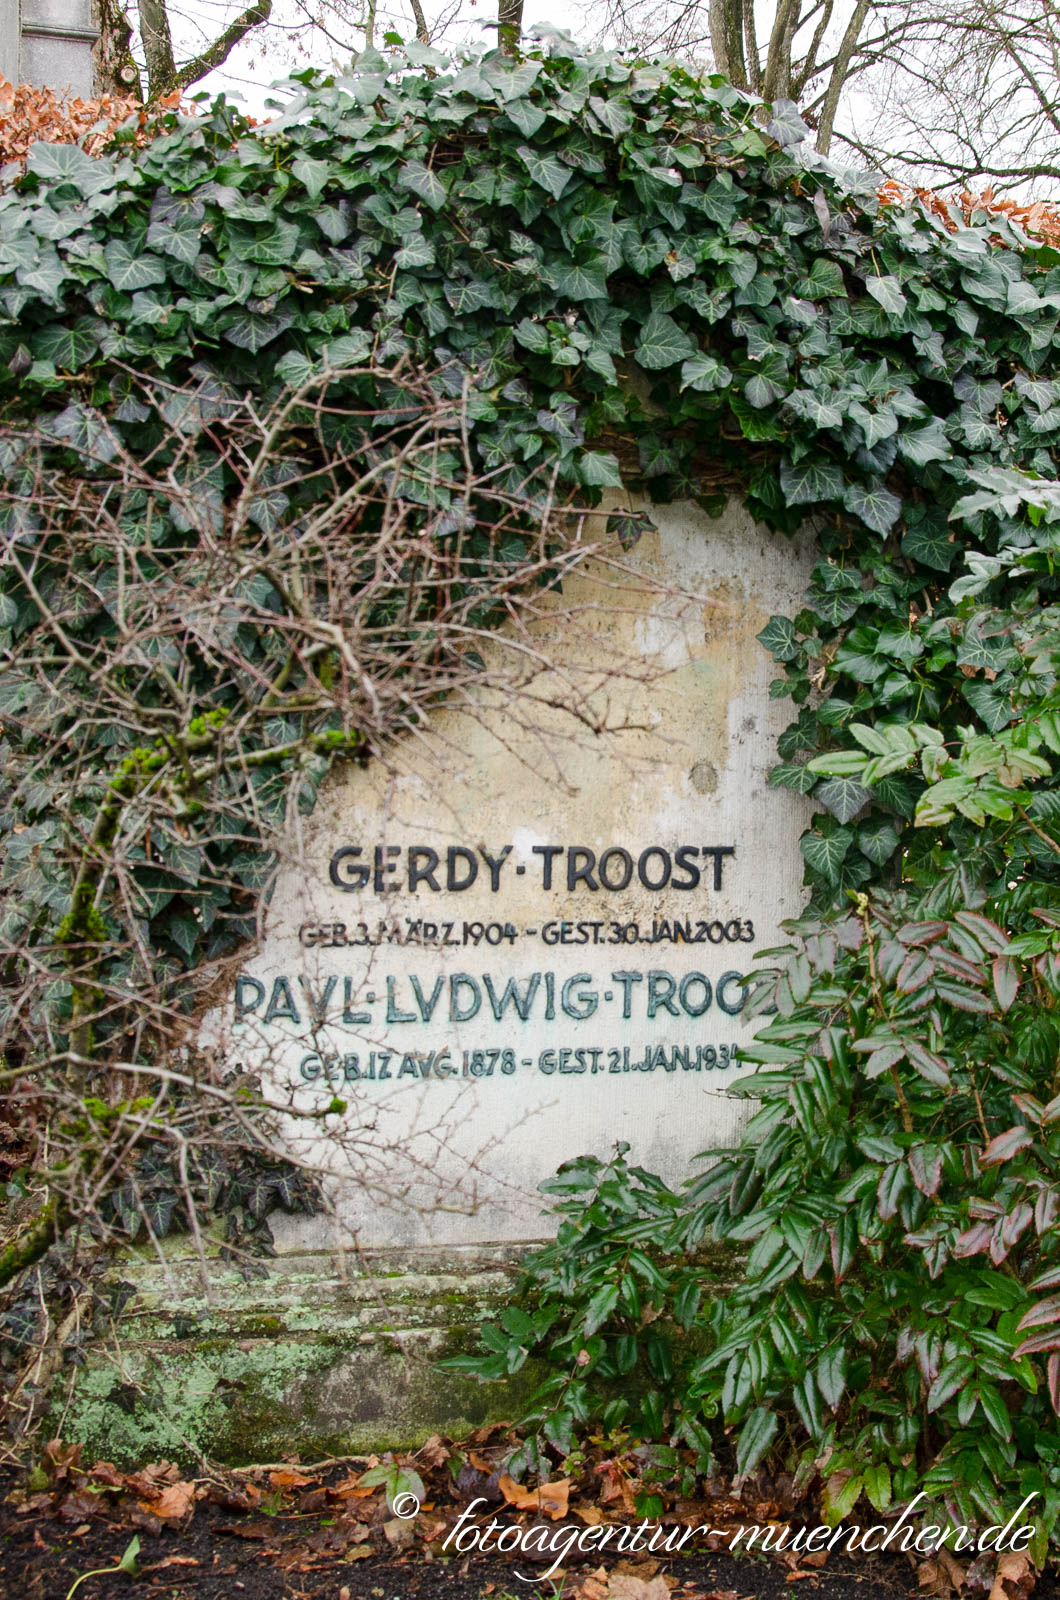 GERDY·TROOST
GEB.3.MÄRZ.1904 – GEST.30.JAN.2003
PAVL·LVDWIG·TROO
GEB.17 AVG.1878 – GEST.21.JAN.1934
© fotoagentur-muenchen.de